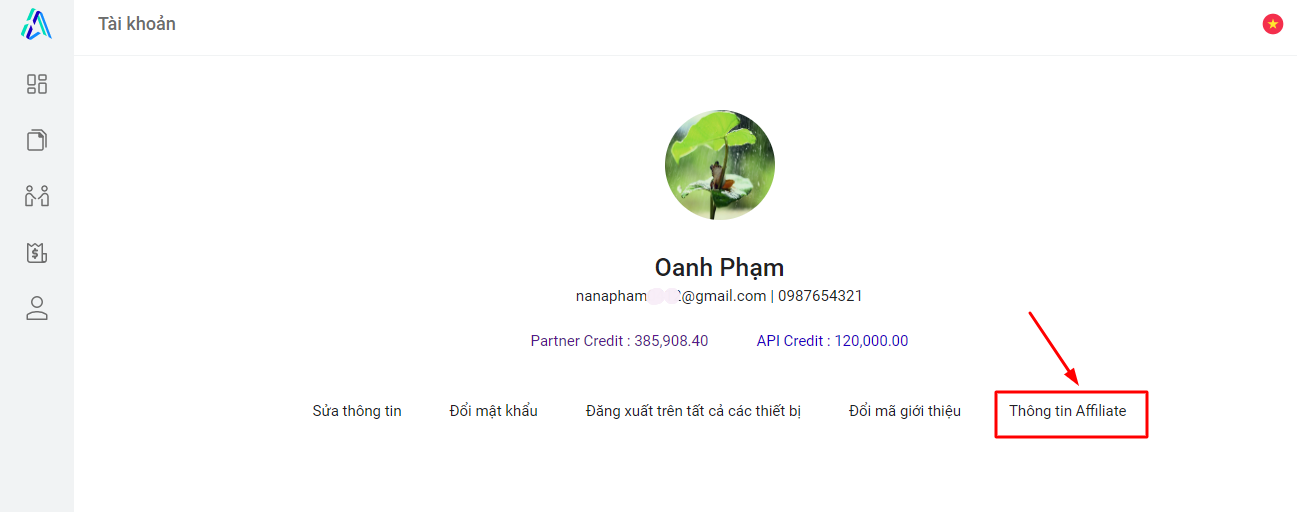 Tài khoản
Oanh Phạm
@gmail.com | 0987654321
Partner Credit : 385,908.40 API Credit : 120,000.00
Sửa thông tin Đổi mật khẩu Đăng xuất trên tất cả các thiết bị Đổi mã giới thiệu Thông tin Affiliate